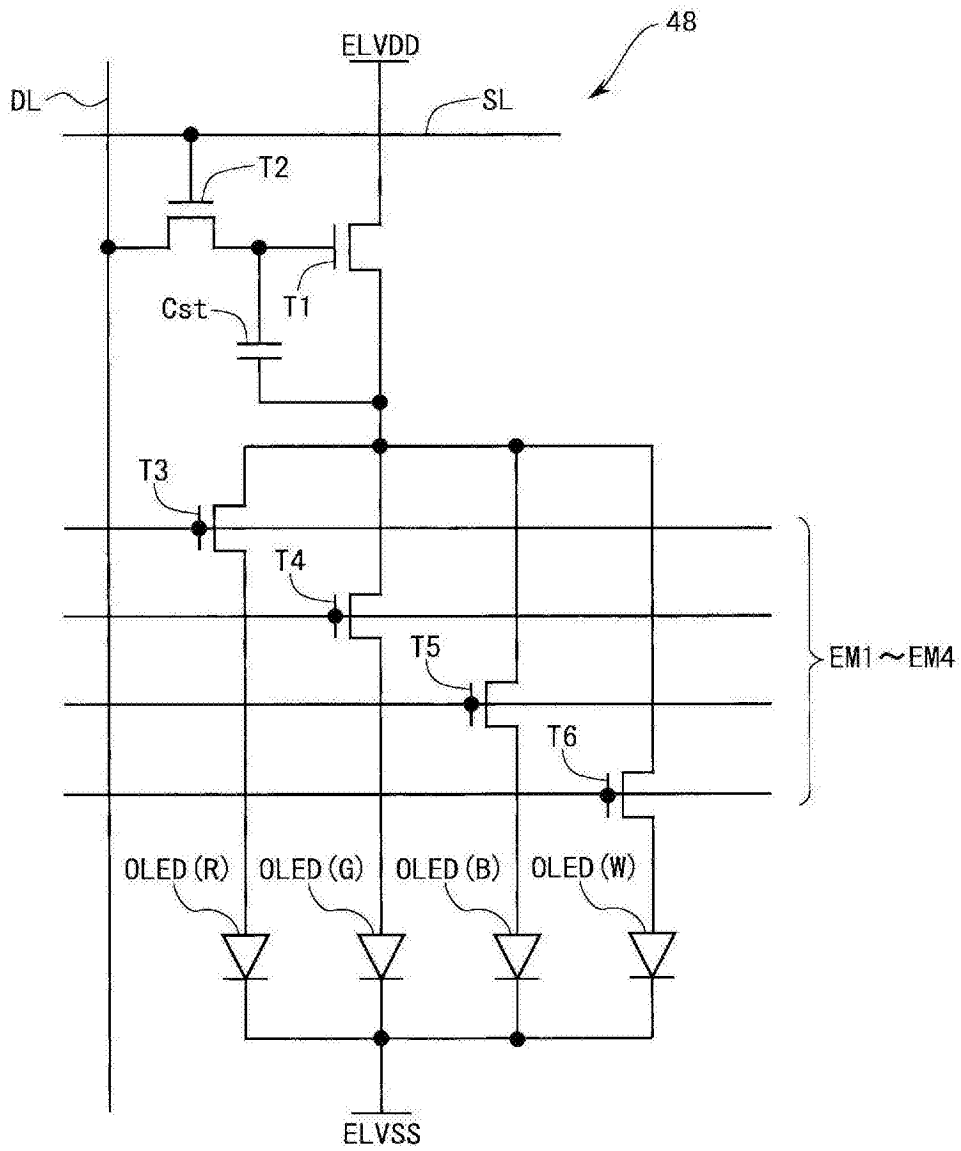 48
ELVDD
DL
SL
T2
T1
Cst
T3
T4
T5
EM1～EM4
T6
OLED(R)
OLED(G)
OLED(B)
OLED(W)
ELVSS